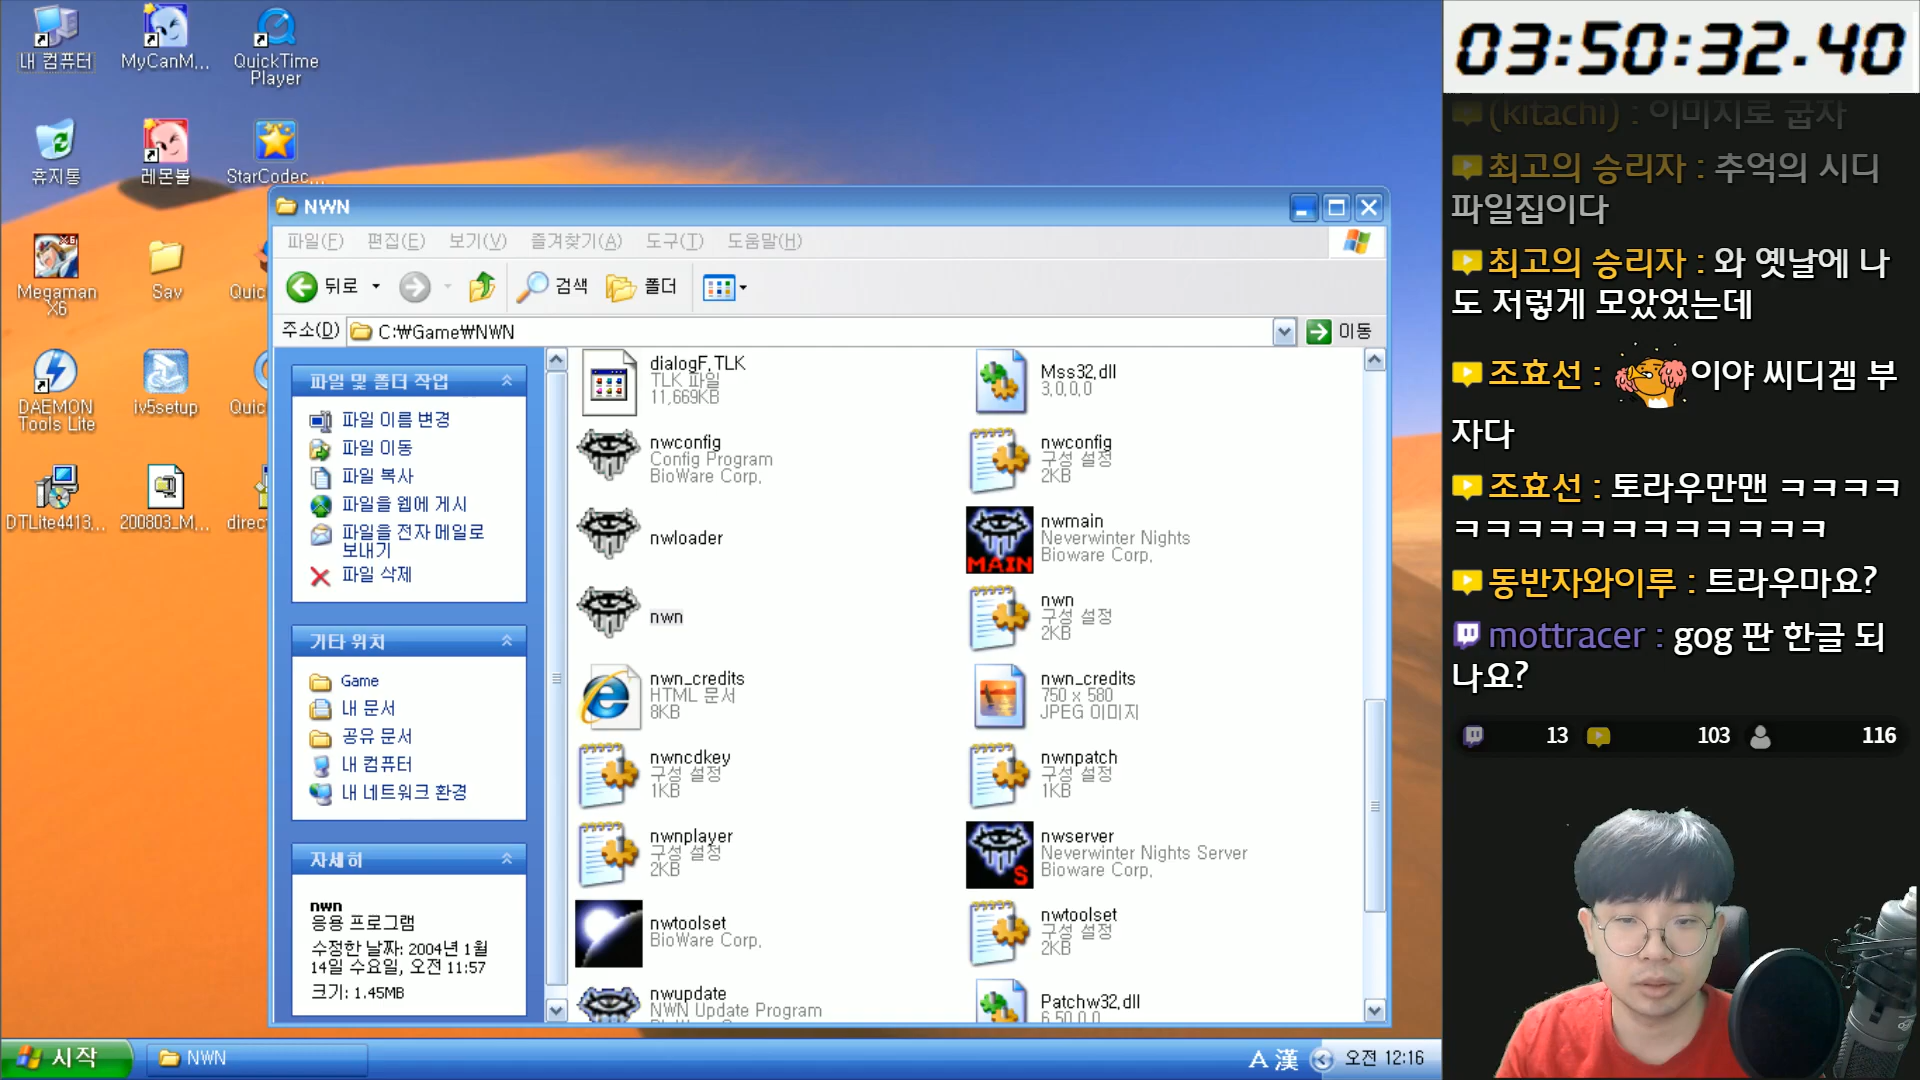 내 컴퓨터
MyCanM...
QuickTime
Player
휴지통
레몬볼
StarCodec...
Megaman
X6
Sav
Quic
DAEMON
Tools Lite
iv5setup
Quic
DTLite4413...
200803_M...
direc
NWN
파일(F) 편집(E) 보기(V) 즐겨찾기(A) 도구(T) 도움말(H)
뒤로 검색 폴더
주소(D) C:₩Game₩NWN 이동
파일 및 폴더 작업
파일 이름 변경
파일 이동
파일 복사
파일을 웹에 게시
파일을 전자 메일로
보내기
파일 삭제
기타 위치
Game
내 문서
공유 문서
내 컴퓨터
내 네트워크 환경
자세히
nwn
응용 프로그램
수정한 날짜: 2004년 1월
14일 수요일, 오전 11:57
크기: 1.45MB
dialogF.TLK
TLK 파일
11,669KB
Mss32.dll
3.0.0.0
nwconfig
Config Program
BioWare Corp.
nwconfig
구성 설정
2KB
nwloader
MAIN
nwmain
Neverwinter Nights
Bioware Corp.
nwn
nwn
구성 설정
2KB
nwn_credits
HTML 문서
8KB
nwn_credits
750 x 580
JPEG 이미지
nwncdkey
구성 설정
1KB
nwnpatch
구성 설정
1KB
nwnplayer
구성 설정
2KB
S
nwserver
Neverwinter Nights Server
Bioware Corp.
nwtoolset
BioWare Corp.
nwtoolset
구성 설정
2KB
nwupdate
NWN Update Program
Patchw32.dll
6.50.0.0
시작
NWN
A 漢
오전 12:16
03:50:32.40
(kitachi) : 이미지로 굽자
최고의 승리자 : 추억의 시디
파일집이다
최고의 승리자 : 와 옛날에 나
도 저렇게 모았었는데
조효선 : 이야 씨디겜 부
자다
조효선 : 토라우만맨 ㅋㅋㅋㅋ
ㅋㅋㅋㅋㅋㅋㅋㅋㅋㅋㅋㅋ
동반자와이루 : 트라우마요?
mottracer : gog 판 한글 되
나요?
13 103 116